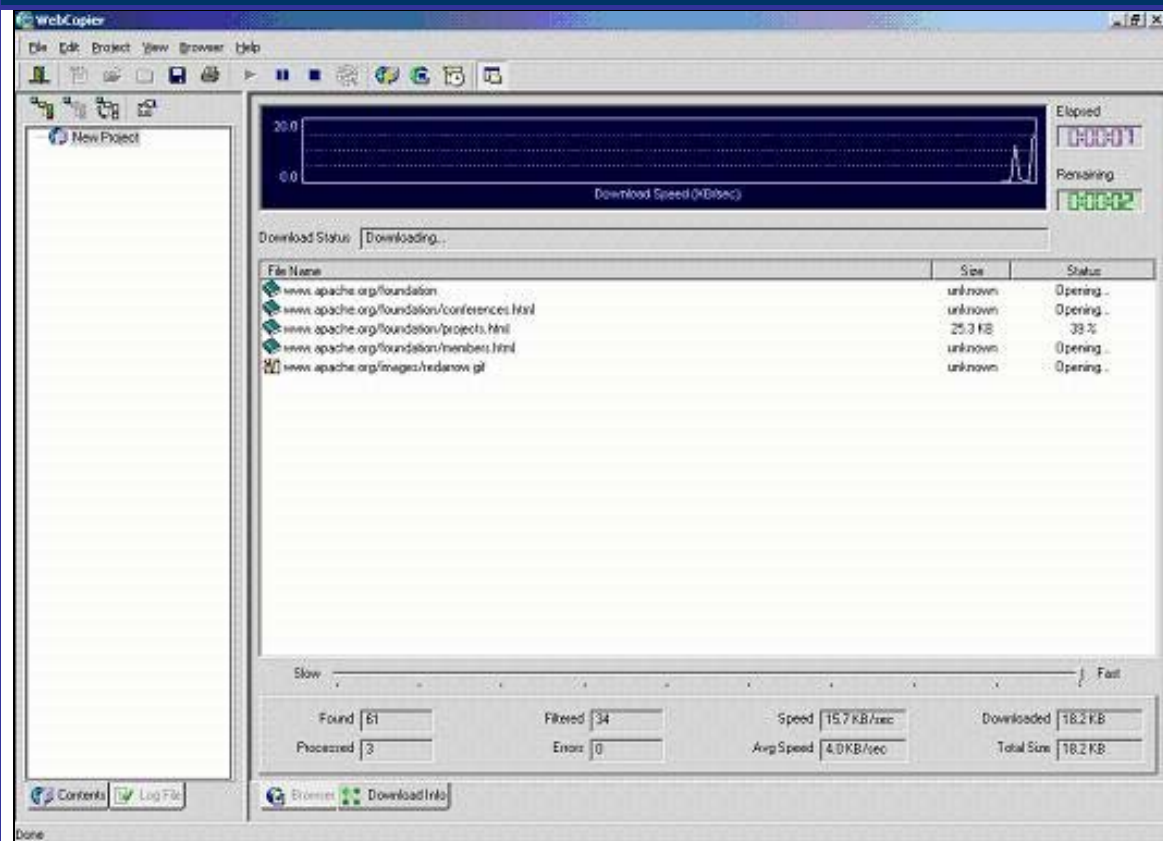 WebCopier
File Edit Project View Browser Help
New Project
20.0
0.0
Download Speed (KB/sec)
Elapsed
0:00:07
Remaining
0:00:02
Download Status Downloading...
File Name Size Status
www.apache.org/foundation unknown Opening...
www.apache.org/foundation/conferences.html unknown Opening...
www.apache.org/foundation/projects.html 25.3 KB 39 %
www.apache.org/foundation/members.html unknown Opening...
www.apache.org/images/redarrow.gif unknown Opening...
Slow Fast
Found 61 Filtered 34 Speed 15.7 KB/sec Downloaded 18.2 KB
Processed 3 Errors 0 Avg Speed 4.0 KB/sec Total Size 18.2 KB
Contents Log File Browser Download Info
Done